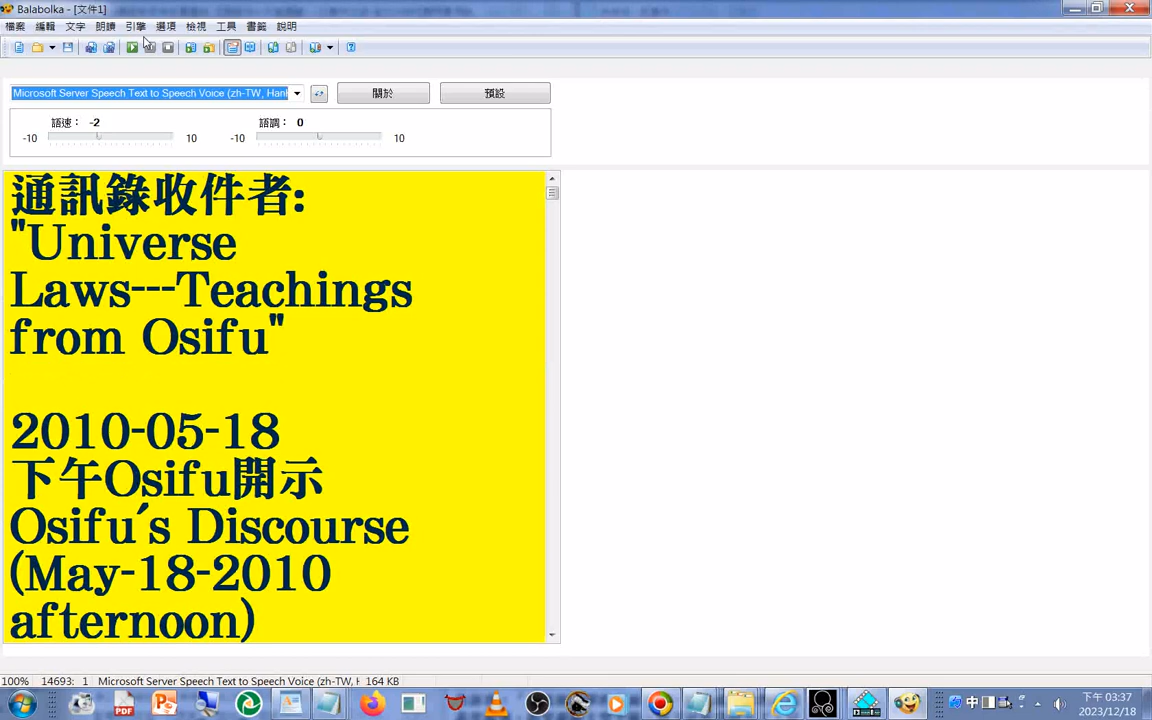 Balabolka - [文件1]
檔案 編輯 文字 朗讀 引擎 選項 檢視 工具 書籤 說明
Microsoft Server Speech Text to Speech Voice (zh-TW, Han
關於 預設
語速： -2 語調： 0
-10 10 -10 10
通訊錄收件者:
"Universe
Laws---Teachings
from Osifu"
2010-05-18
下午Osifu開示
Osifu's Discourse
(May-18-2010
afternoon)
100% 14693: 1 Microsoft Server Speech Text to Speech Voice (zh-TW, H 164 KB
PDF
中
下午 03:37
2023/12/18